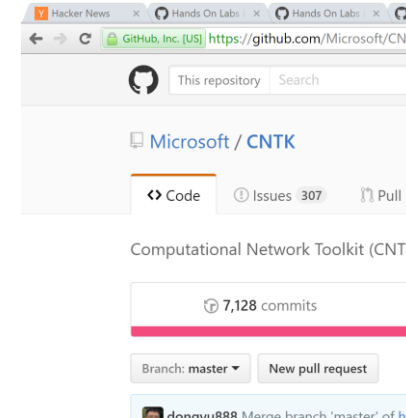 Hacker News × Hands On Labs × Hands On Labs ×
GitHub, Inc. [US] https://github.com/Microsoft/CN
This repository Search
Microsoft / CNTK
Code Issues 307 Pull
Computational Network Toolkit (CNT
7,128 commits
Branch: master New pull request
dongyu888 Merge branch 'master' of h